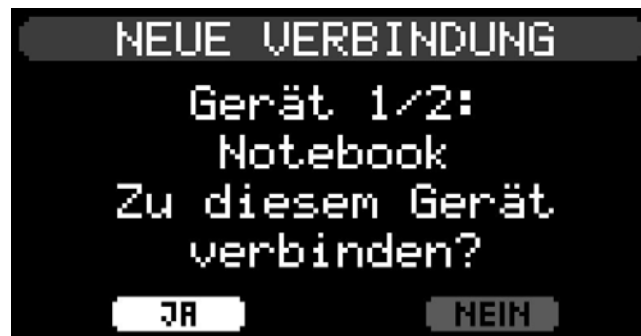 NEUE VERBINDUNG
Gerät 1/2:
Notebook
Zu diesem Gerät
verbinden?
JA NEIN